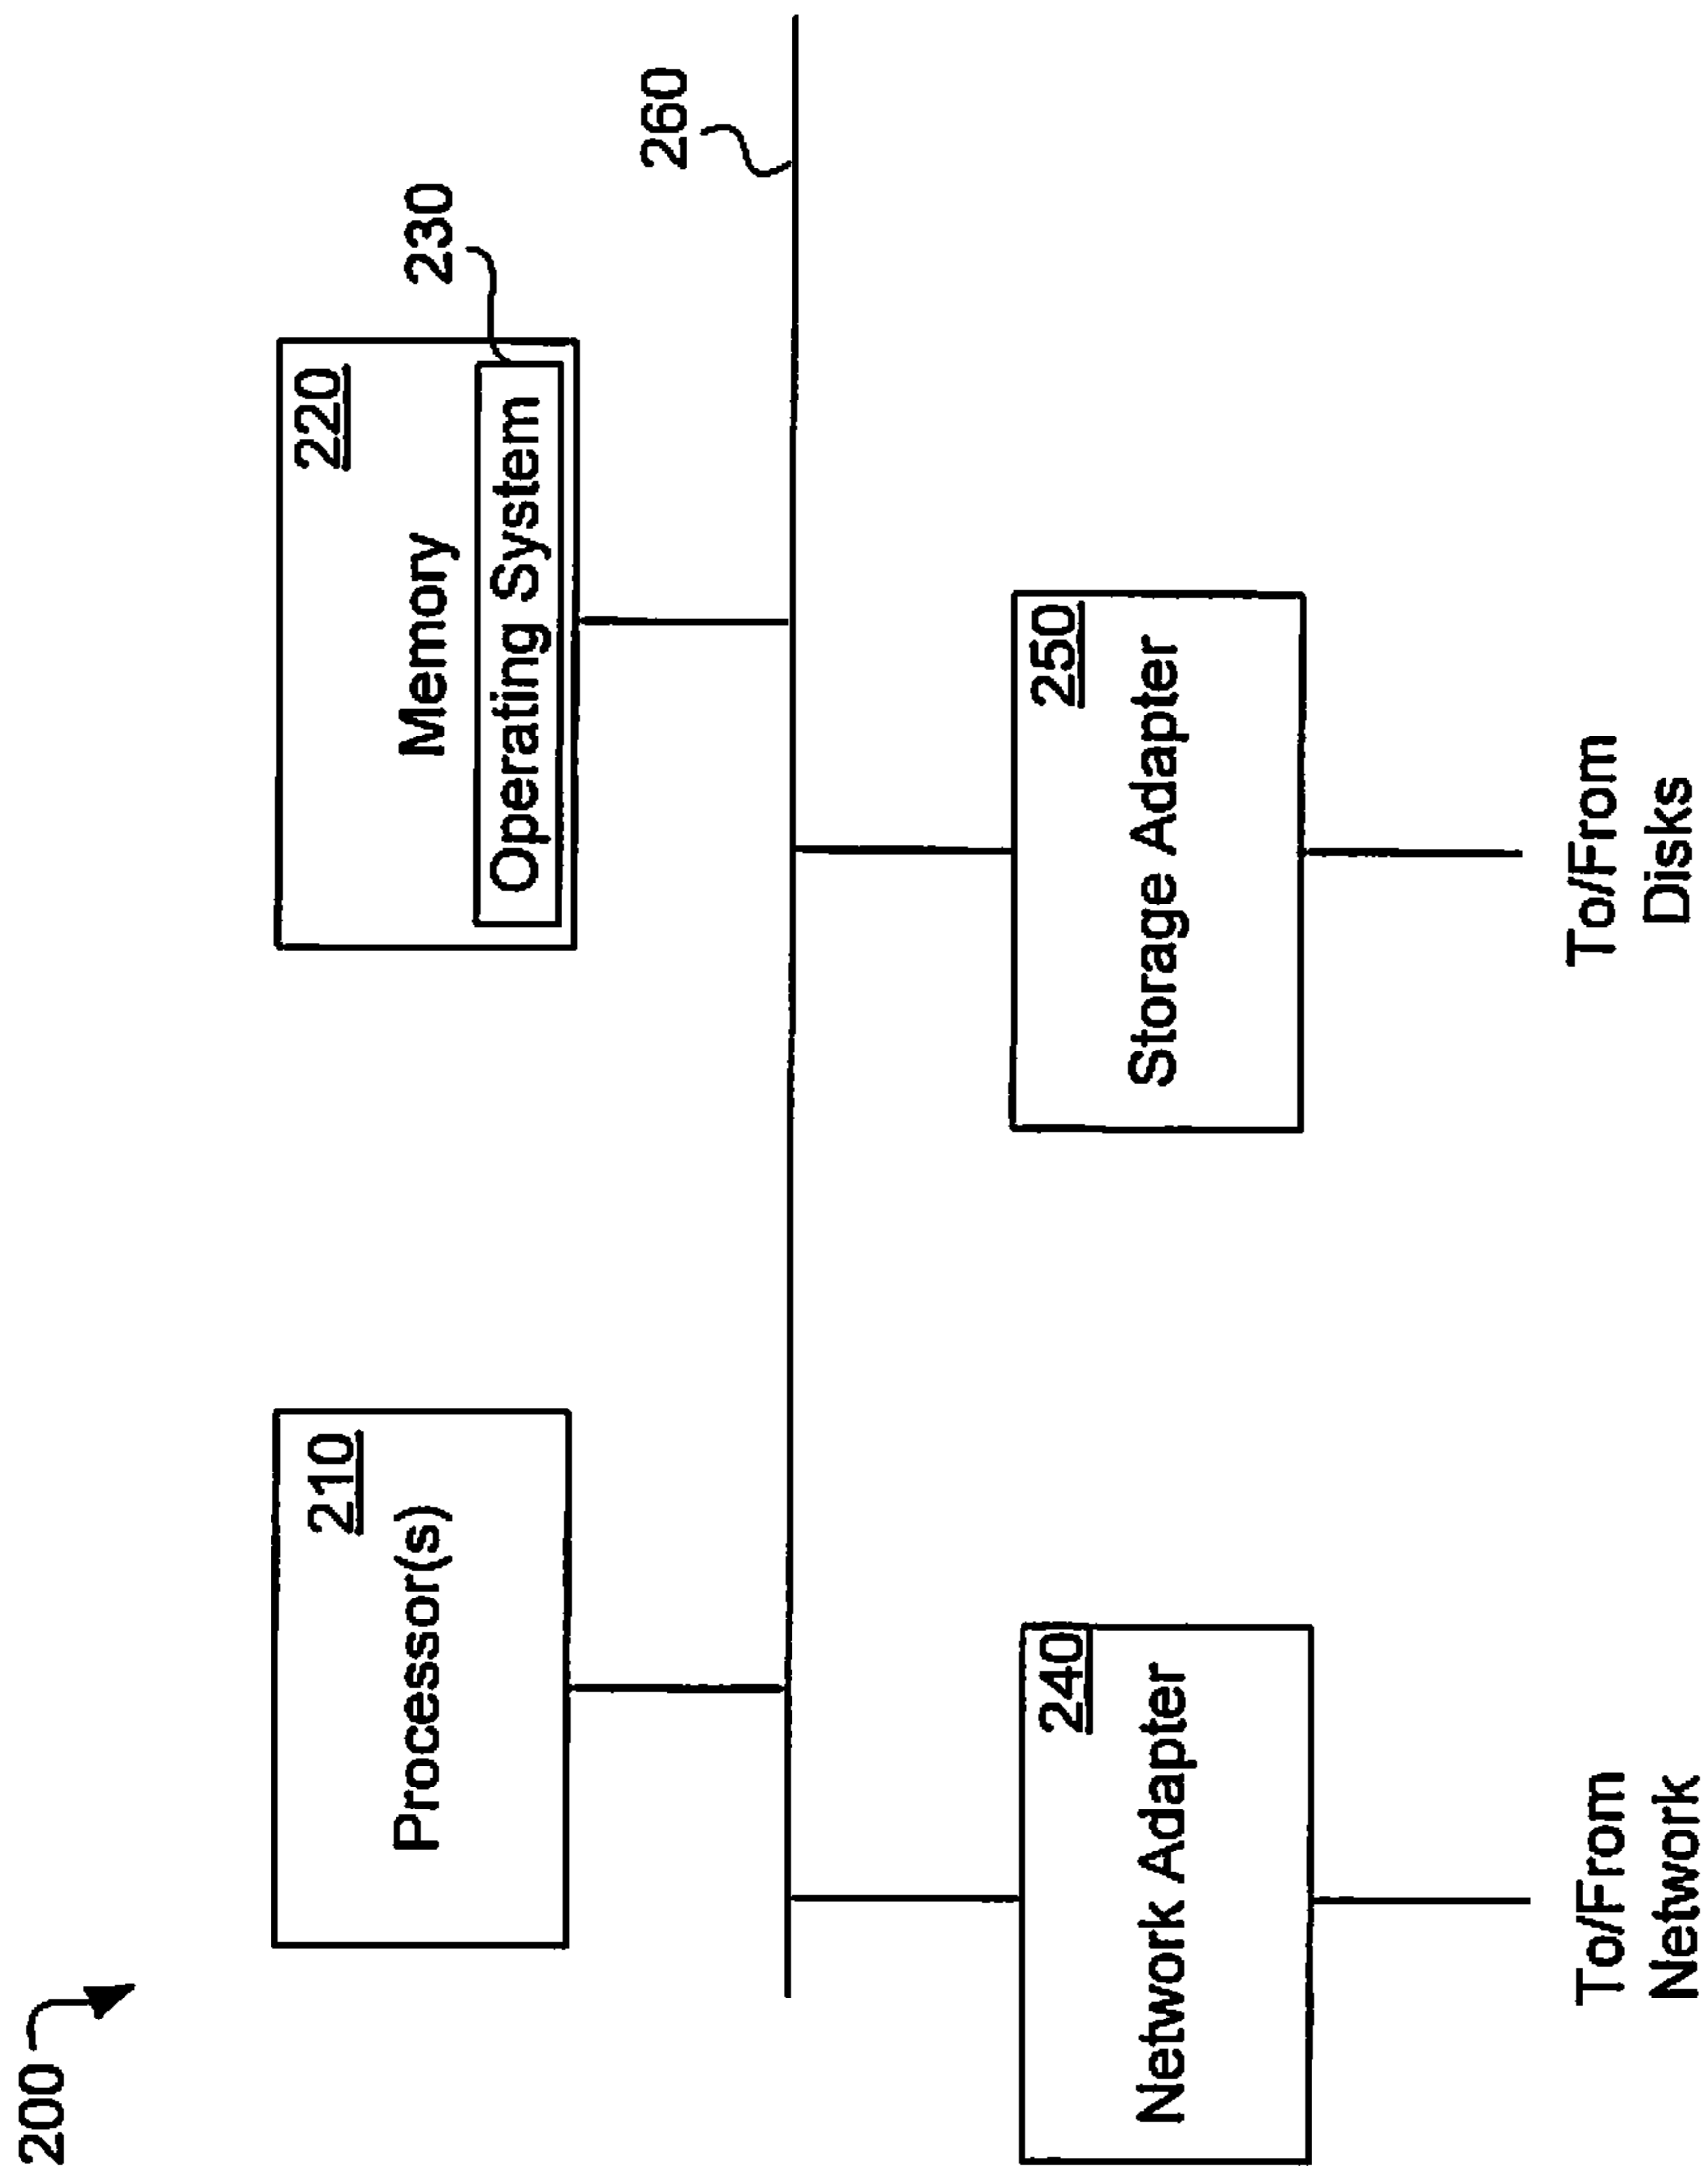 200
210
Processor(s)
220
Memory
Operating System
230
260
240
Network Adapter
250
Storage Adapter
To/From
Network
To/From
Disks